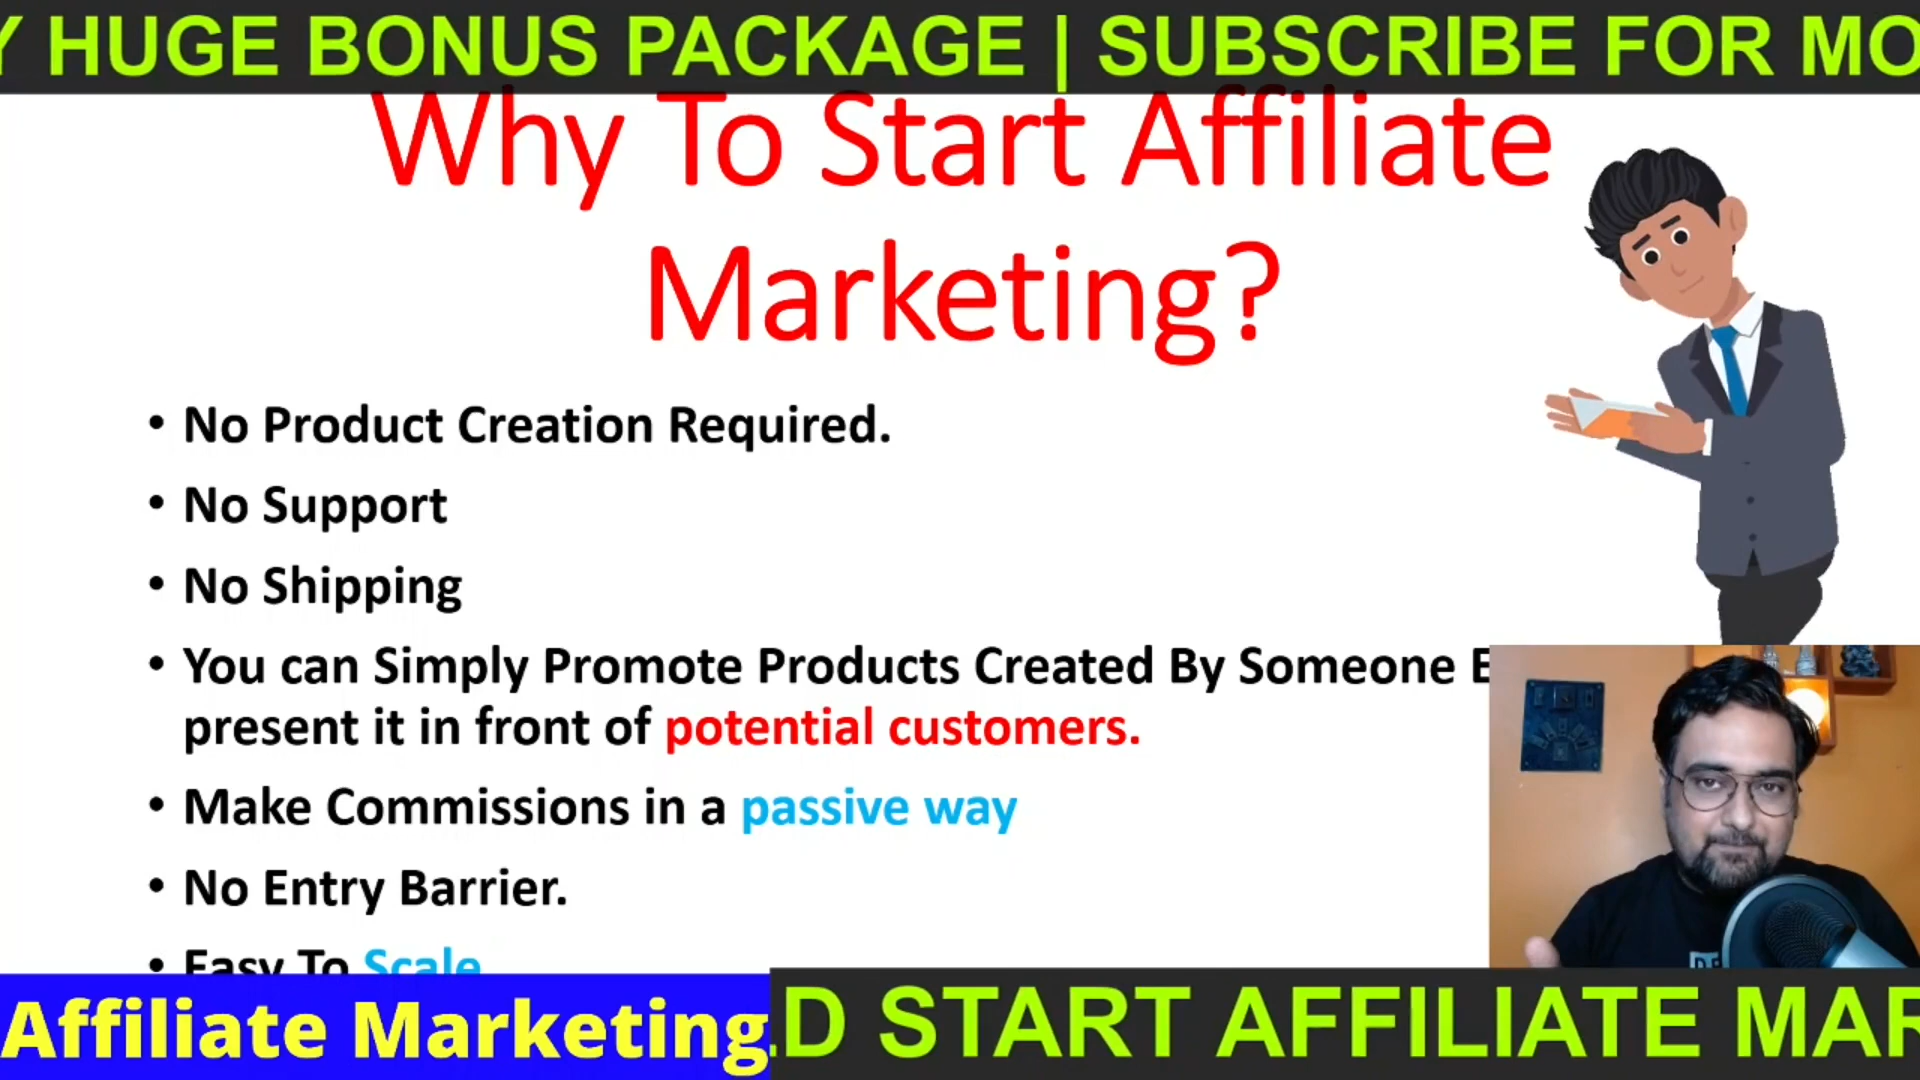 HUGE BONUS PACKAGE | SUBSCRIBE FOR
Why To Start Affiliate
Marketing?
• No Product Creation Required.
• No Support
• No Shipping
• You can Simply Promote Products Created By Someone
present it in front of potential customers.
• Make Commissions in a passive way
• No Entry Barrier.
• Easy To Scale
Affiliate Marketing
START AFFILIATE